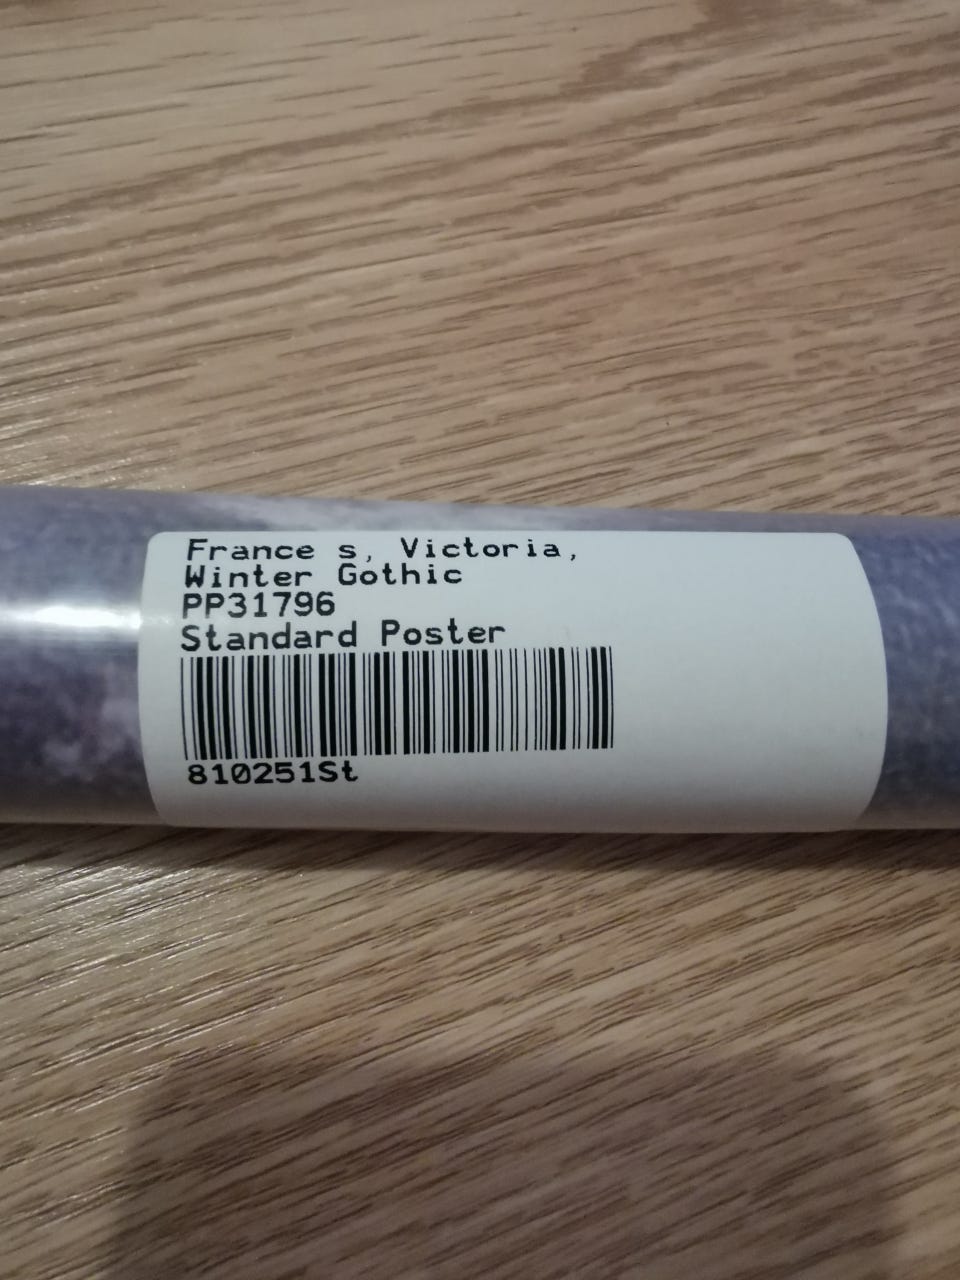 France s, Victoria,
Winter Gothic
PP31796
Standard Poster
810251St